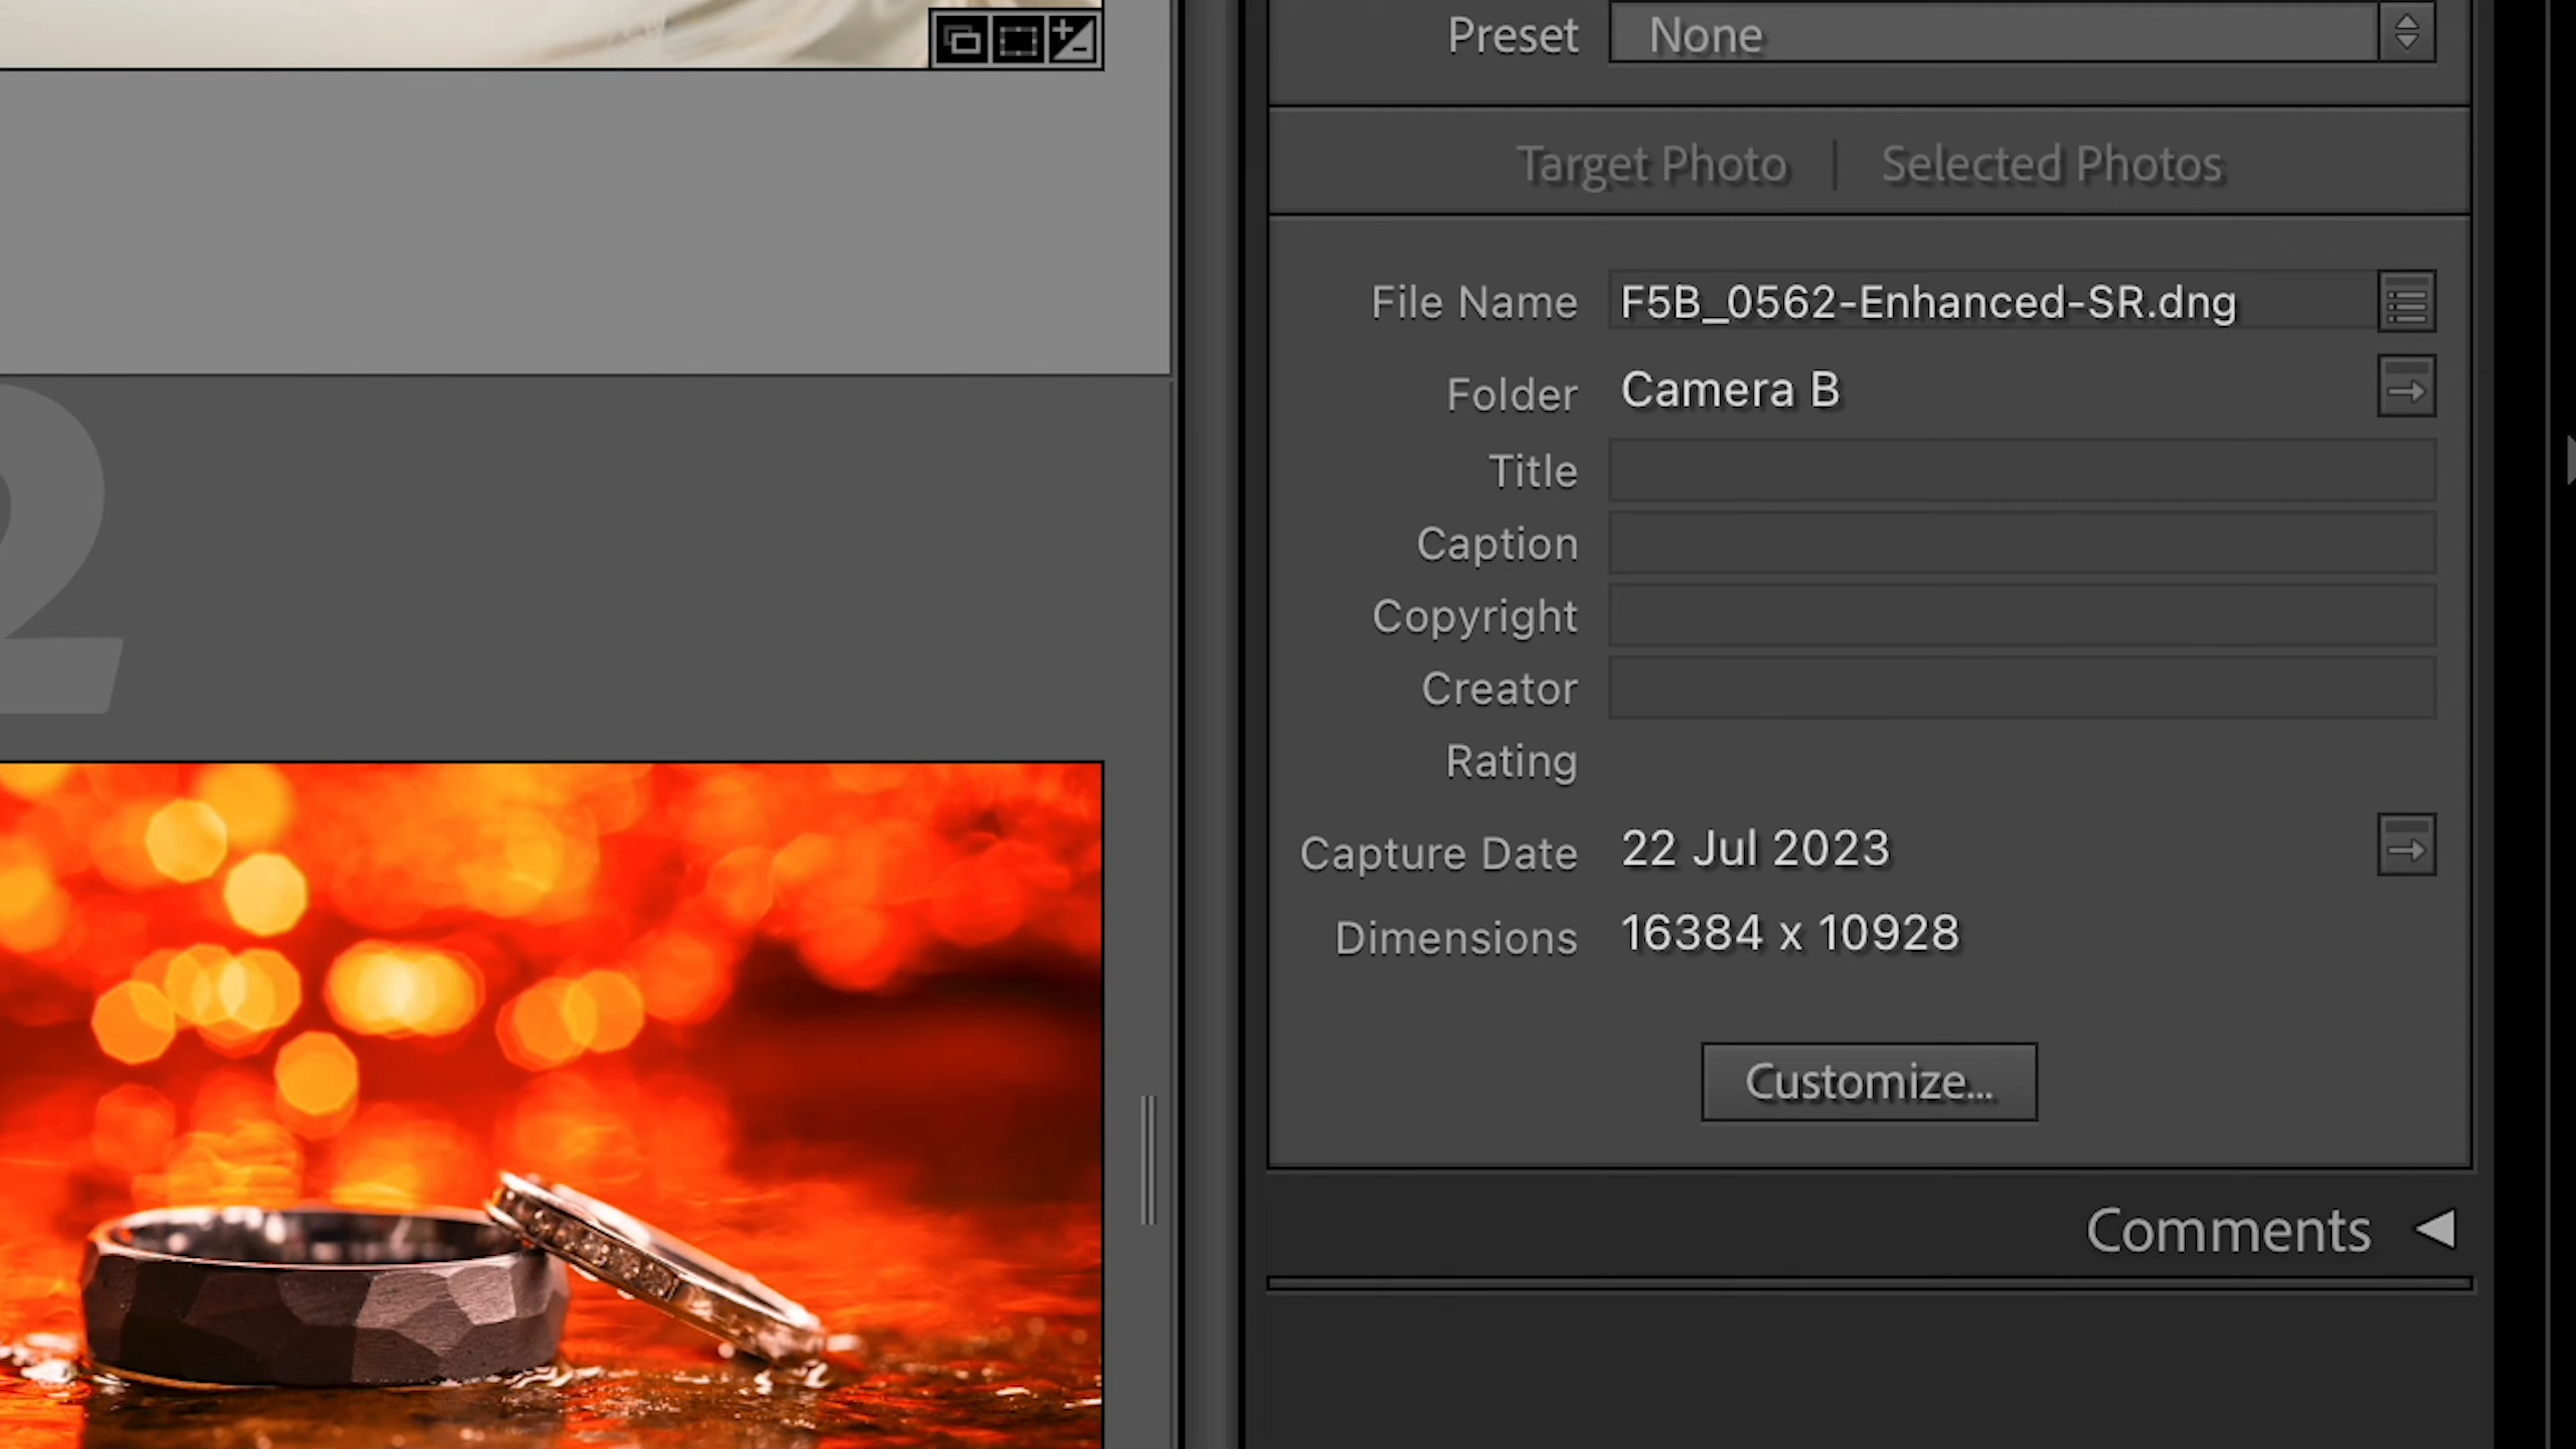 Preset None
Target Photo | Selected Photos
File Name F5B_0562-Enhanced-SR.dng
Folder Camera B
Title
Caption
Copyright
Creator
Rating
Capture Date 22 Jul 2023
Dimensions 16384 x 10928
Customize...
Comments
2